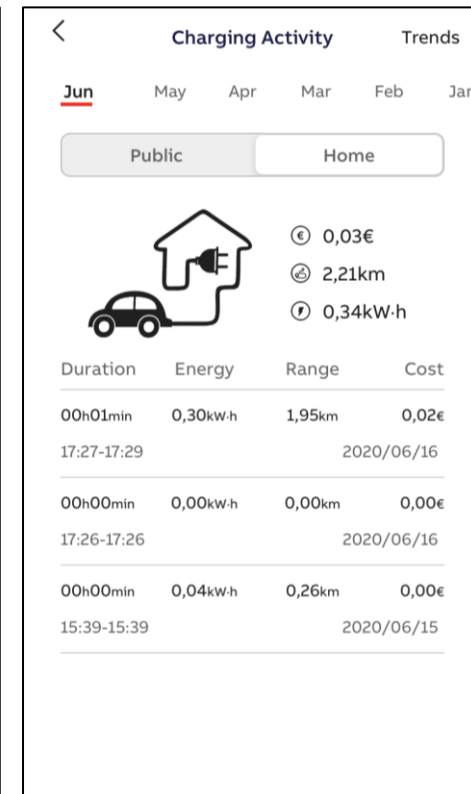 Charging Activity Trends
Jun May Apr Mar Feb Jan
Public Home
€ 0,03€
2,21km
0,34kW·h
Duration Energy Range Cost
00h01min 0,30kW·h 1,95km 0,02€
17:27-17:29 2020/06/16
00h00min 0,00kW·h 0,00km 0,00€
17:26-17:26 2020/06/16
00h00min 0,04kW·h 0,26km 0,00€
15:39-15:39 2020/06/15